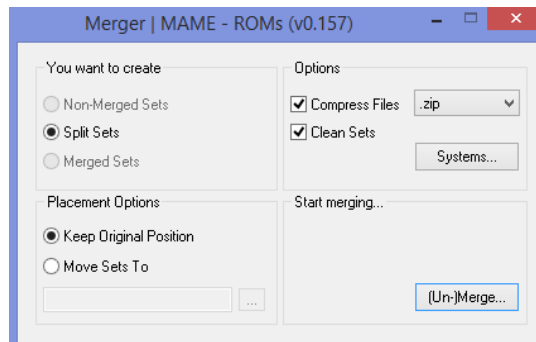 Merger | MAME - ROMs (v0.157)
You want to create
Non-Merged Sets
Split Sets
Merged Sets
Options
Compress Files .zip
Clean Sets
Systems...
Placement Options
Keep Original Position
Move Sets To
...
Start merging...
(Un-)Merge...